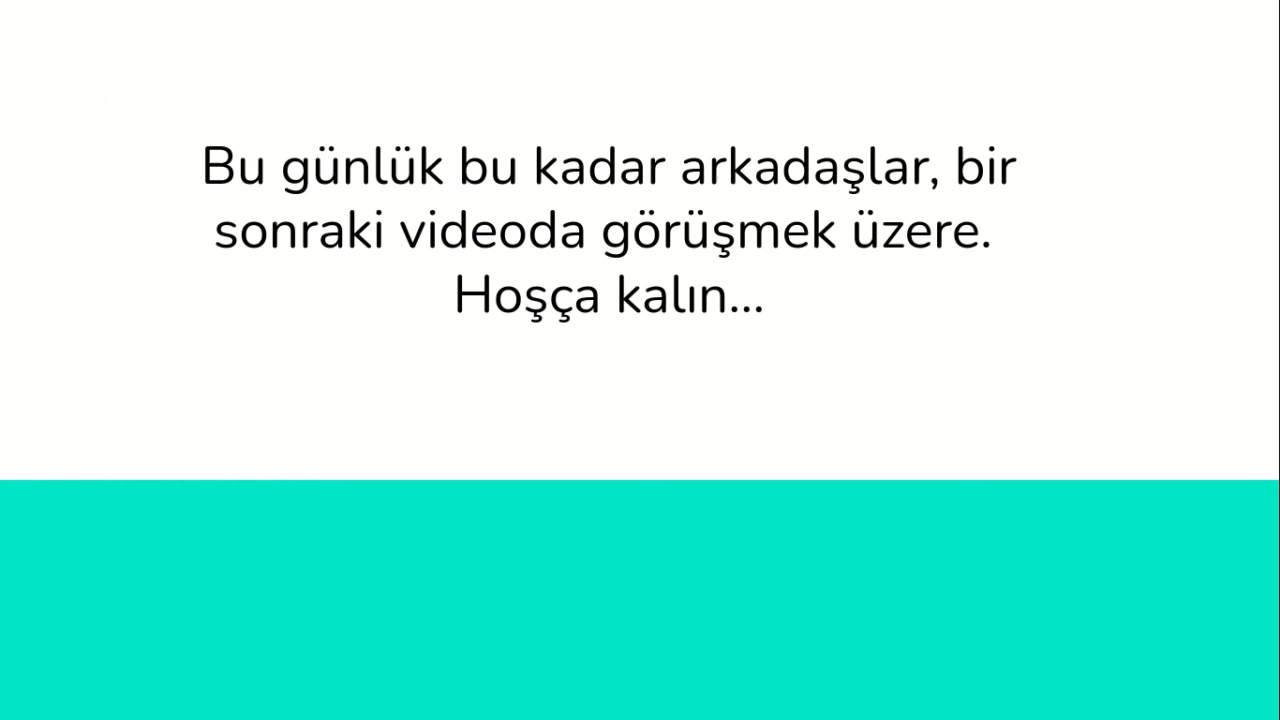 Bu günlük bu kadar arkadaşlar, bir
sonraki videoda görüşmek üzere.
Hoşça kalın...